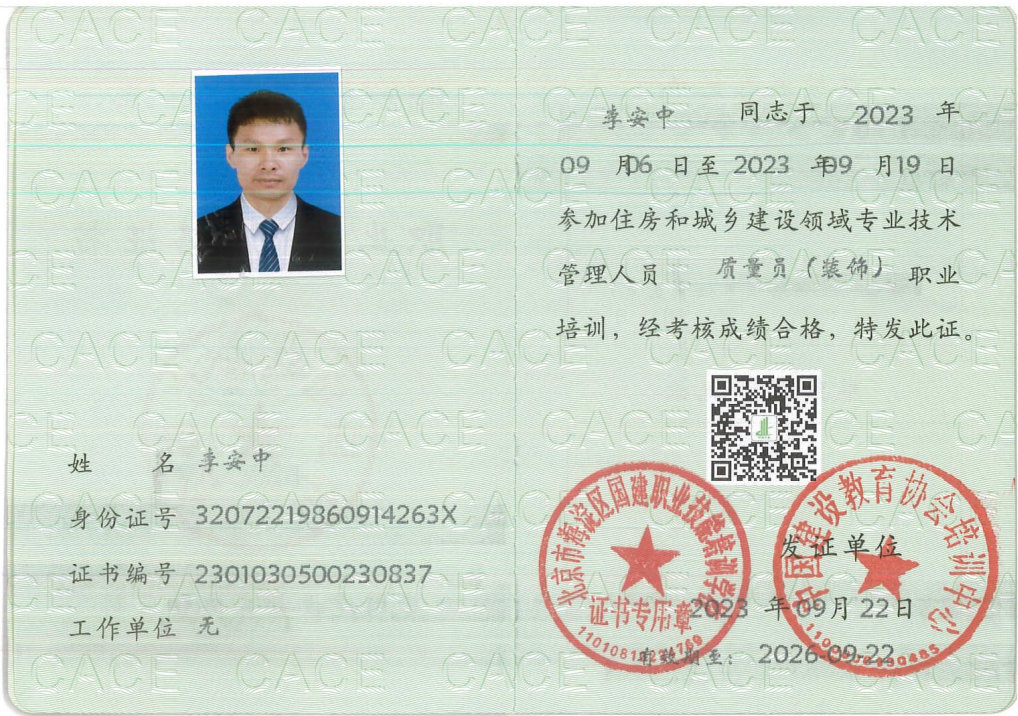 姓 名 李安中
身份证号 32072219860914263X
证书编号 2301030500230837
工作单位 无
李安中 同志于 2023 年
09 月06 日至 2023 年09 月19 日
参加住房和城乡建设领域专业技术
管理人员 质量员（装饰） 职业
培训，经考核成绩合格，特发此证。
北京市海淀区国建职业技能培训学校
证书专用章
中国建设教育协会培训中心
发证单位
2023 年 09月 22日
有效期至： 2026-09-22
CACE